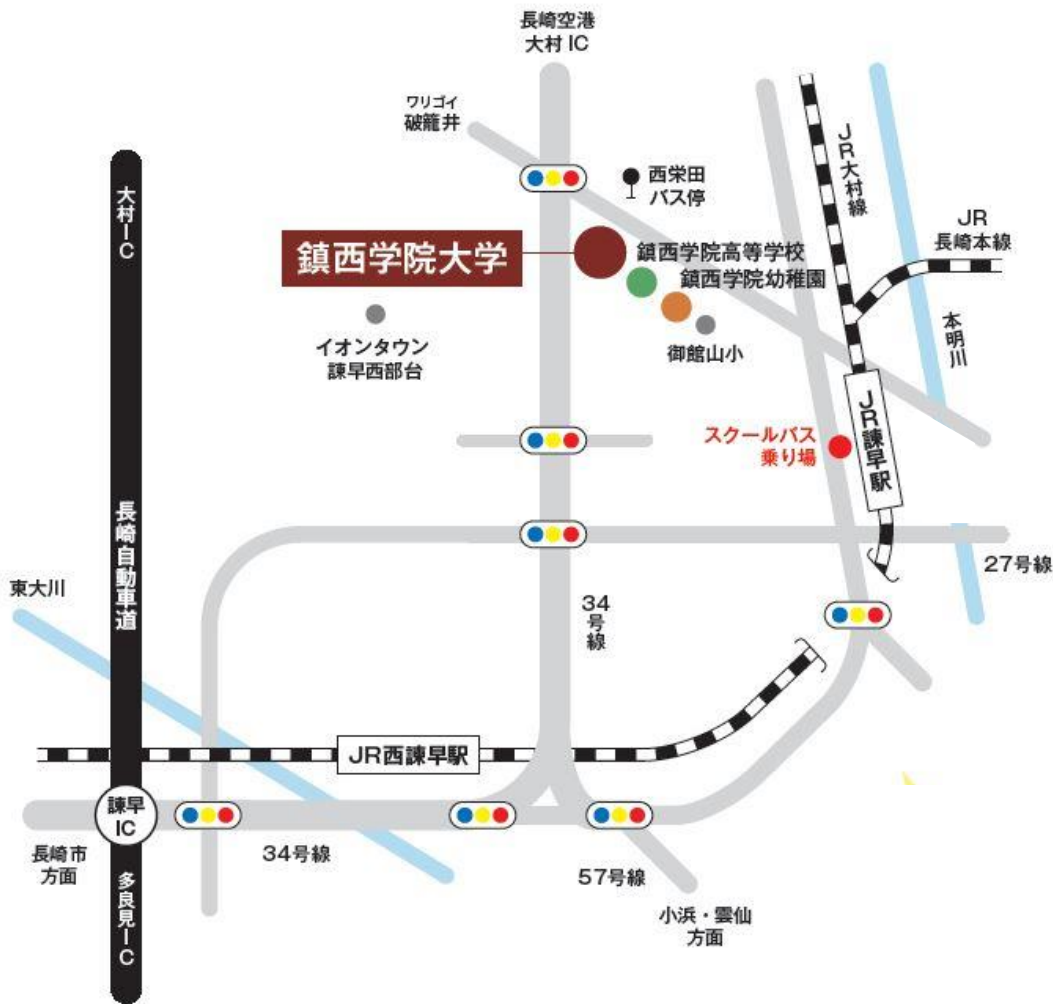 長崎空港
大村 IC
ワリゴイ
破籠井
西栄田
バス停
JR大村線
JR
長崎本線
大村IC
鎮西学院大学
鎮西学院高等学校
鎮西学院幼稚園
イオンタウン
諫早西部台
御館山小
本明川
スクールバス
乗り場
JR諫早駅
長崎自動車道
27号線
東大川
34号線
JR西諫早駅
諫早
IC
長崎市
方面
34号線
57号線
多良見IC
小浜・雲仙
方面